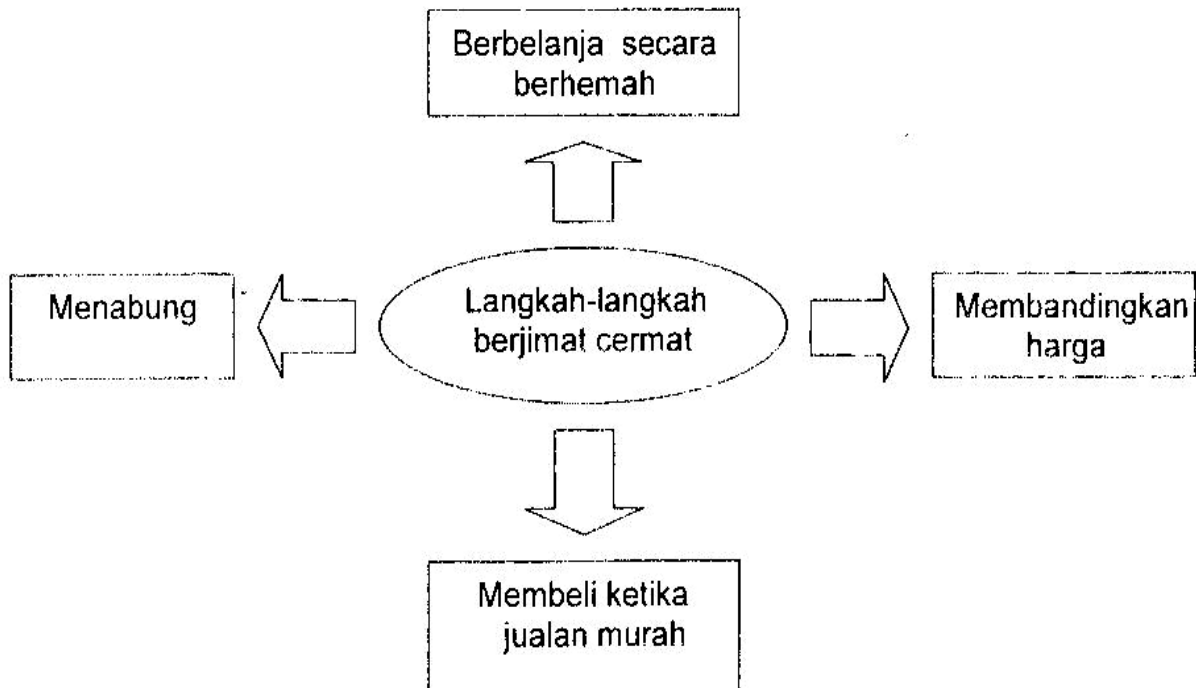 Berbelanja secara
berhemah
Menabung
Langkah-langkah
berjimat cermat
Membandingkan
harga
Membeli ketika
jualan murah